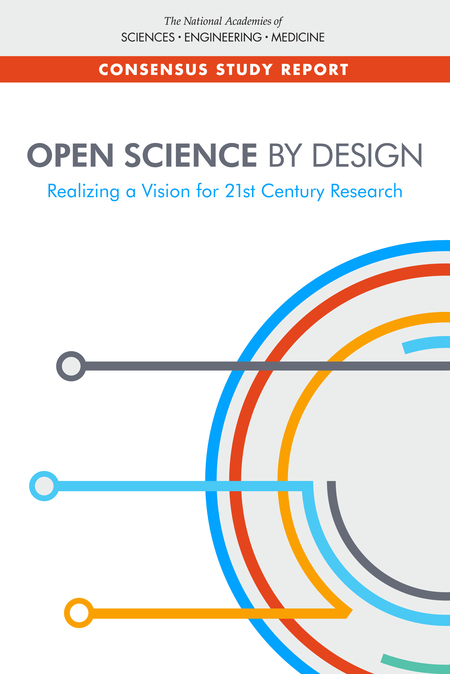 The National Academies of
SCIENCES • ENGINEERING • MEDICINE
CONSENSUS STUDY REPORT
OPEN SCIENCE BY DESIGN
Realizing a Vision for 21st Century Research